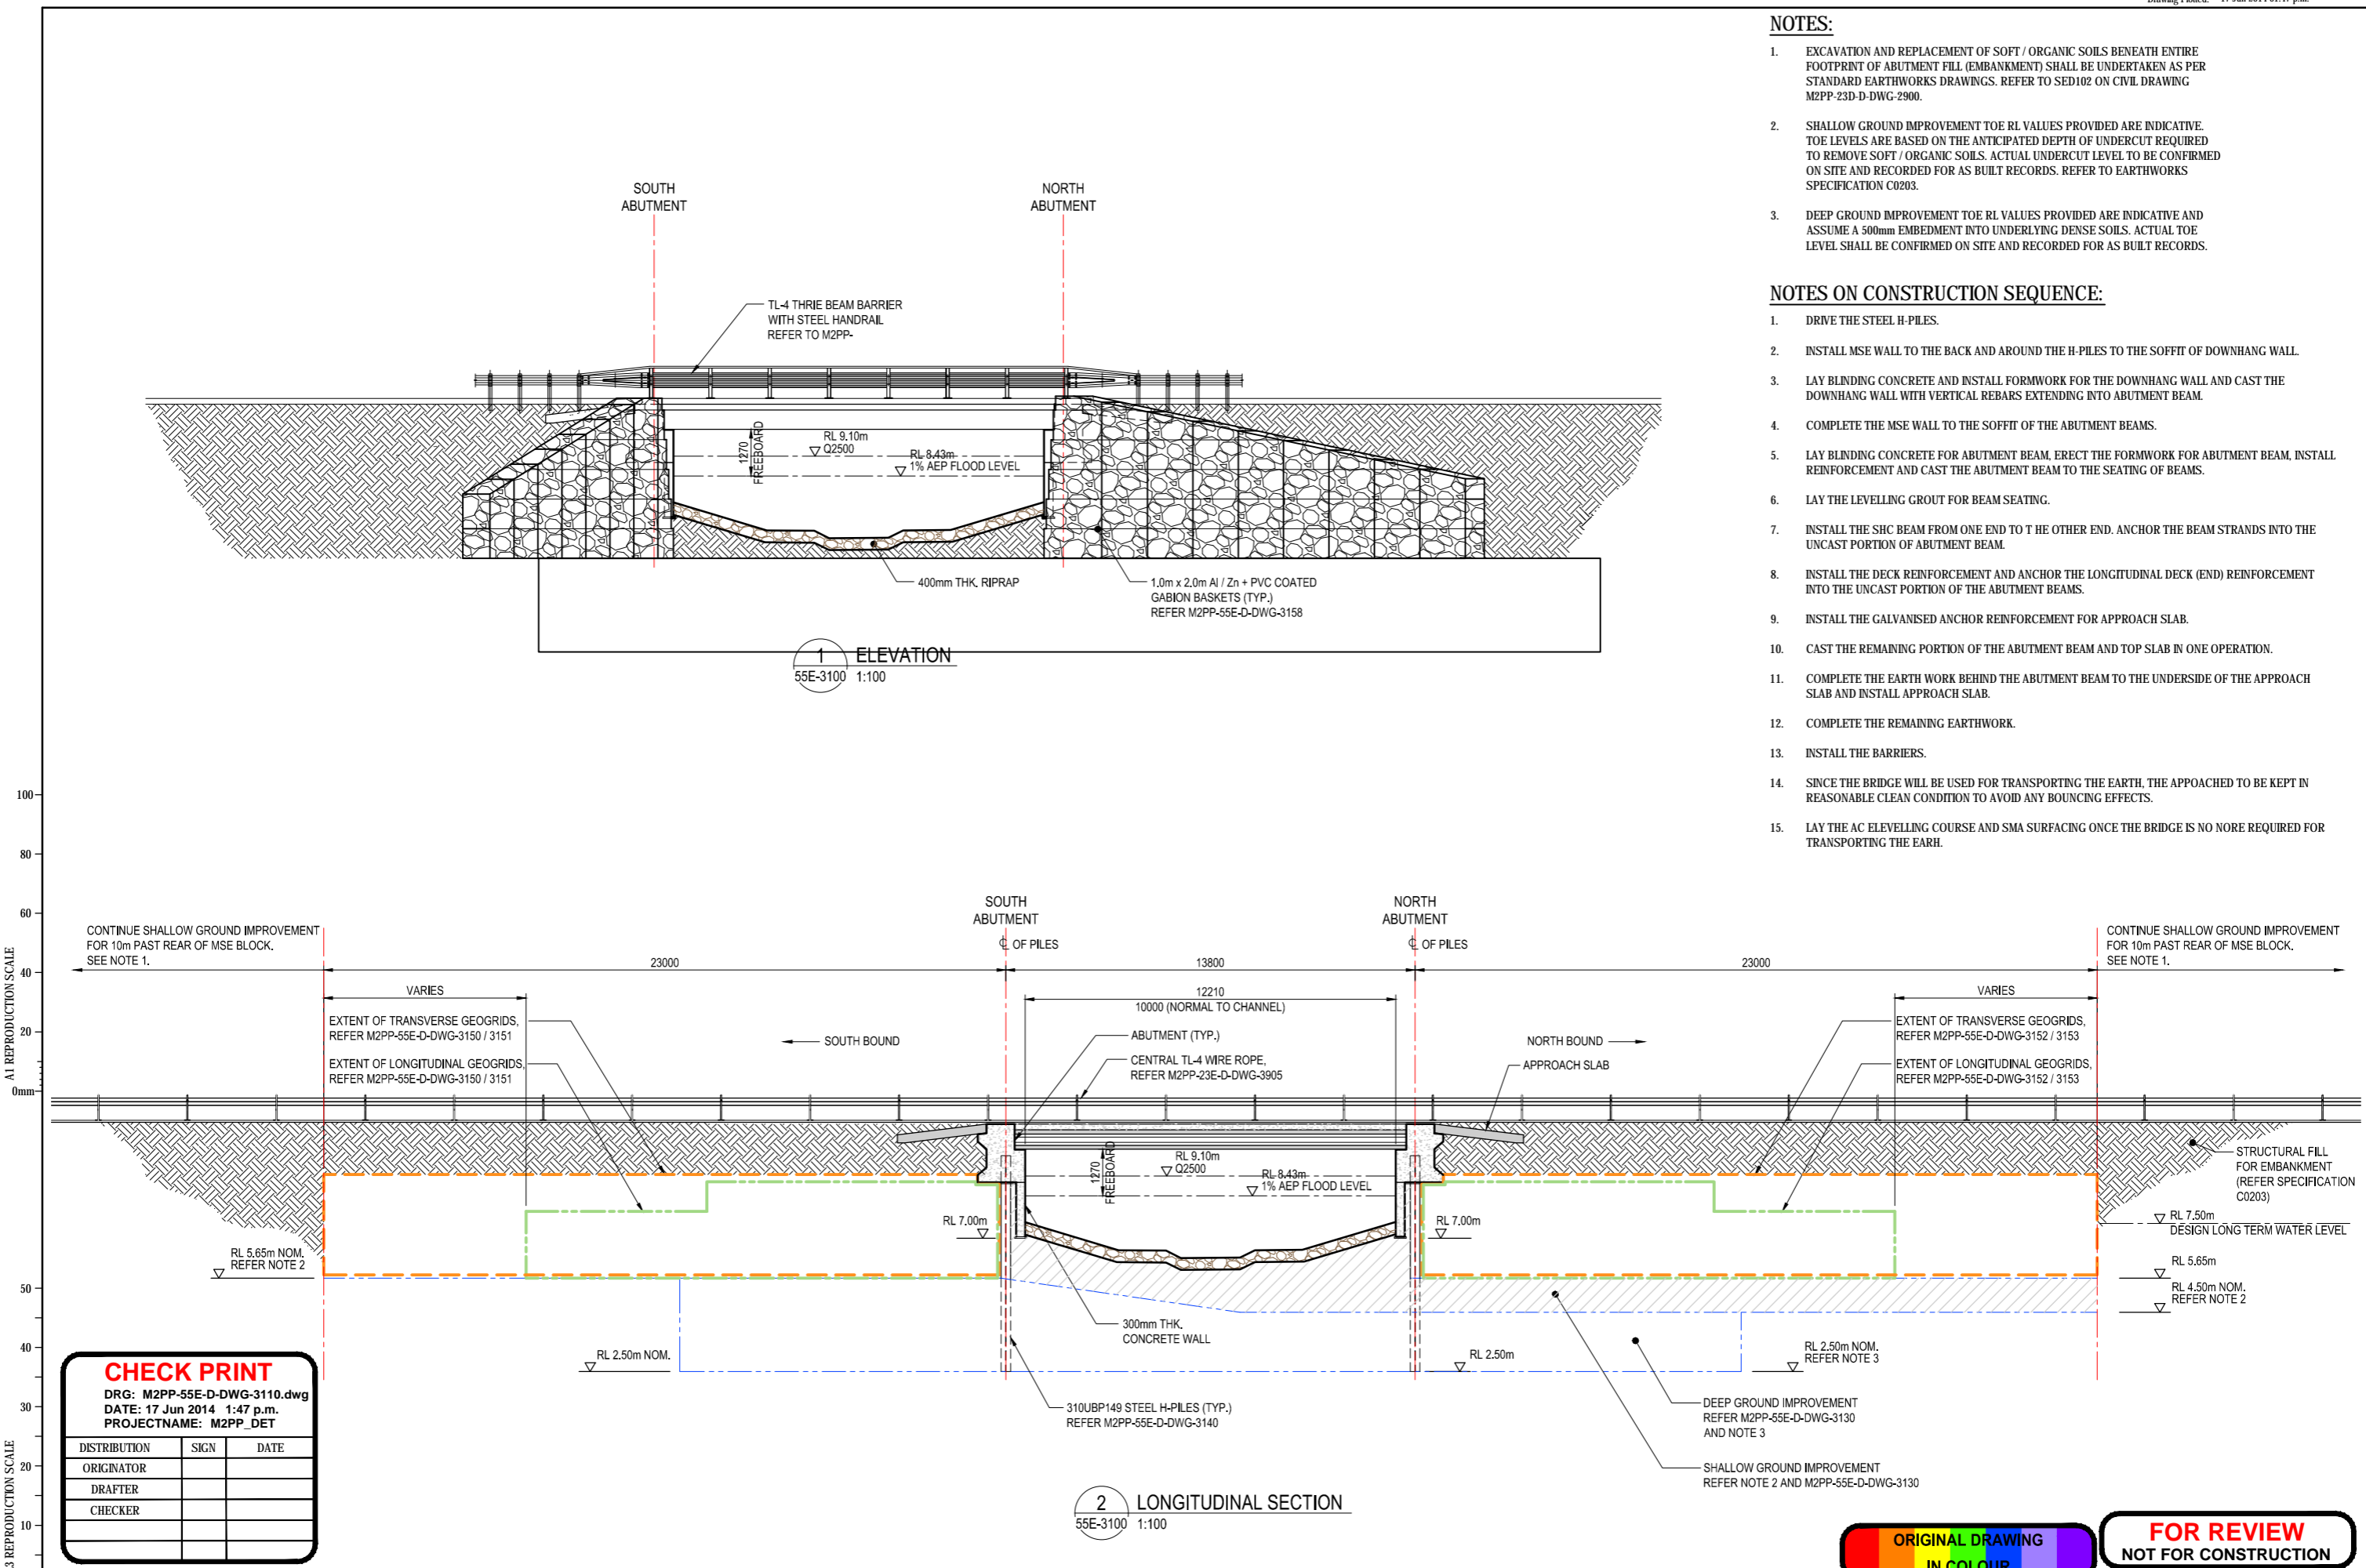 NOTES:
1. EXCAVATION AND REPLACEMENT OF SOFT / ORGANIC SOILS BENEATH ENTIRE
FOOTPRINT OF ABUTMENT FILL (EMBANKMENT) SHALL BE UNDERTAKEN AS PER
STANDARD EARTHWORKS DRAWINGS. REFER TO SED102 ON CIVIL DRAWING
M2PP-23D-D-DWG-2900.
2. SHALLOW GROUND IMPROVEMENT TOE RL VALUES PROVIDED ARE INDICATIVE.
TOE LEVELS ARE BASED ON THE ANTICIPATED DEPTH OF UNDERCUT REQUIRED
TO REMOVE SOFT / ORGANIC SOILS. ACTUAL UNDERCUT LEVEL TO BE CONFIRMED
ON SITE AND RECORDED FOR AS BUILT RECORDS. REFER TO EARTHWORKS
SPECIFICATION C0203.
3. DEEP GROUND IMPROVEMENT TOE RL VALUES PROVIDED ARE INDICATIVE AND
ASSUME A 500mm EMBEDMENT INTO UNDERLYING DENSE SOILS. ACTUAL TOE
LEVEL SHALL BE CONFIRMED ON SITE AND RECORDED FOR AS BUILT RECORDS.
NOTES ON CONSTRUCTION SEQUENCE:
1. DRIVE THE STEEL H-PILES.
2. INSTALL MSE WALL TO THE BACK AND AROUND THE H-PILES TO THE SOFFIT OF DOWNHANG WALL.
3. LAY BLINDING CONCRETE AND INSTALL FORMWORK FOR THE DOWNHANG WALL AND CAST THE
DOWNHANG WALL WITH VERTICAL REBARS EXTENDING INTO ABUTMENT BEAM.
4. COMPLETE THE MSE WALL TO THE SOFFIT OF THE ABUTMENT BEAMS.
5. LAY BLINDING CONCRETE FOR ABUTMENT BEAM, ERECT THE FORMWORK FOR ABUTMENT BEAM, INSTALL
REINFORCEMENT AND CAST THE ABUTMENT BEAM TO THE SEATING OF BEAMS.
6. LAY THE LEVELLING GROUT FOR BEAM SEATING.
7. INSTALL THE SHC BEAM FROM ONE END TO T HE OTHER END. ANCHOR THE BEAM STRANDS INTO THE
UNCAST PORTION OF ABUTMENT BEAM.
8. INSTALL THE DECK REINFORCEMENT AND ANCHOR THE LONGITUDINAL DECK (END) REINFORCEMENT
INTO THE UNCAST PORTION OF THE ABUTMENT BEAMS.
9. INSTALL THE GALVANISED ANCHOR REINFORCEMENT FOR APPROACH SLAB.
10. CAST THE REMAINING PORTION OF THE ABUTMENT BEAM AND TOP SLAB IN ONE OPERATION.
11. COMPLETE THE EARTH WORK BEHIND THE ABUTMENT BEAM TO THE UNDERSIDE OF THE APPROACH
SLAB AND INSTALL APPROACH SLAB.
12. COMPLETE THE REMAINING EARTHWORK.
13. INSTALL THE BARRIERS.
14. SINCE THE BRIDGE WILL BE USED FOR TRANSPORTING THE EARTH, THE APPOACHED TO BE KEPT IN
REASONABLE CLEAN CONDITION TO AVOID ANY BOUNCING EFFECTS.
15. LAY THE AC ELEVELLING COURSE AND SMA SURFACING ONCE THE BRIDGE IS NO NORE REQUIRED FOR
TRANSPORTING THE EARH.
SOUTH
ABUTMENT
NORTH
ABUTMENT
TL-4 THRIE BEAM BARRIER
WITH STEEL HANDRAIL
REFER TO M2PP-
1270
FREEBOARD
RL 9.10m
Q2500
RL 8.43m
1% AEP FLOOD LEVEL
400mm THK. RIPRAP
1.0m x 2.0m Al / Zn + PVC COATED
GABION BASKETS (TYP.)
REFER M2PP-55E-D-DWG-3158
1 ELEVATION
55E-3100 1:100
100
80
60
40
20
0mm
A1 REPRODUCTION SCALE
50
40
30
20
10
A3 REPRODUCTION SCALE
CONTINUE SHALLOW GROUND IMPROVEMENT
FOR 10m PAST REAR OF MSE BLOCK.
SEE NOTE 1.
SOUTH
ABUTMENT
℄ OF PILES
NORTH
ABUTMENT
℄ OF PILES
CONTINUE SHALLOW GROUND IMPROVEMENT
FOR 10m PAST REAR OF MSE BLOCK.
SEE NOTE 1.
23000
13800
23000
VARIES
12210
10000 (NORMAL TO CHANNEL)
VARIES
EXTENT OF TRANSVERSE GEOGRIDS,
REFER M2PP-55E-D-DWG-3150 / 3151
EXTENT OF LONGITUDINAL GEOGRIDS,
REFER M2PP-55E-D-DWG-3150 / 3151
SOUTH BOUND
ABUTMENT (TYP.)
CENTRAL TL-4 WIRE ROPE,
REFER M2PP-23E-D-DWG-3905
NORTH BOUND
APPROACH SLAB
EXTENT OF TRANSVERSE GEOGRIDS,
REFER M2PP-55E-D-DWG-3152 / 3153
EXTENT OF LONGITUDINAL GEOGRIDS,
REFER M2PP-55E-D-DWG-3152 / 3153
1270
FREEBOARD
RL 9.10m
Q2500
RL 8.43m
1% AEP FLOOD LEVEL
STRUCTURAL FILL
FOR EMBANKMENT
(REFER SPECIFICATION
C0203)
RL 7.00m
RL 7.00m
RL 7.50m
DESIGN LONG TERM WATER LEVEL
RL 5.65m NOM.
REFER NOTE 2
RL 5.65m
RL 4.50m NOM.
REFER NOTE 2
300mm THK.
CONCRETE WALL
RL 2.50m NOM.
RL 2.50m
RL 2.50m NOM.
REFER NOTE 3
310UBP149 STEEL H-PILES (TYP.)
REFER M2PP-55E-D-DWG-3140
DEEP GROUND IMPROVEMENT
REFER M2PP-55E-D-DWG-3130
AND NOTE 3
SHALLOW GROUND IMPROVEMENT
REFER NOTE 2 AND M2PP-55E-D-DWG-3130
2 LONGITUDINAL SECTION
55E-3100 1:100
CHECK PRINT
DRG: M2PP-55E-D-DWG-3110.dwg
DATE: 17 Jun 2014 1:47 p.m.
PROJECTNAME: M2PP_DET
DISTRIBUTION SIGN DATE
ORIGINATOR
DRAFTER
CHECKER
ORIGINAL DRAWING
IN COLOUR
FOR REVIEW
NOT FOR CONSTRUCTION